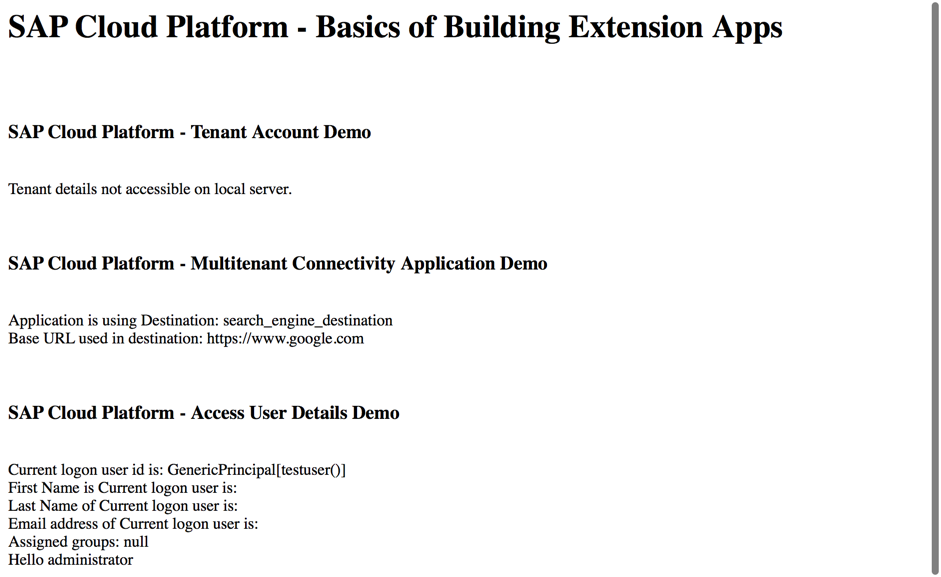 SAP Cloud Platform - Basics of Building Extension Apps
SAP Cloud Platform - Tenant Account Demo
Tenant details not accessible on local server.
SAP Cloud Platform - Multitenant Connectivity Application Demo
Application is using Destination: search_engine_destination
Base URL used in destination: https://www.google.com
SAP Cloud Platform - Access User Details Demo
Current logon user id is: GenericPrincipal[testuser()]
First Name is Current logon user is:
Last Name of Current logon user is:
Email address of Current logon user is:
Assigned groups: null
Hello administrator